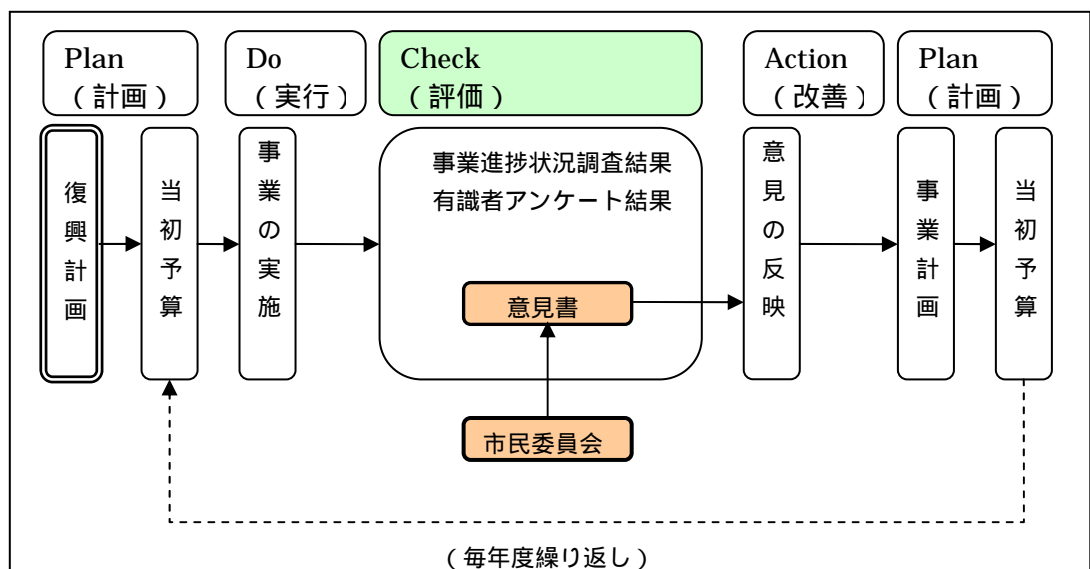 Plan
（計画）
Do
（実行）
Check
（評価）
Action
（改善）
Plan
（計画）
復興計画
当初予算
事業の実施
事業進捗状況調査結果
有識者アンケート結果
意見書
市民委員会
意見の反映
事業計画
当初予算
（毎年度繰り返し）